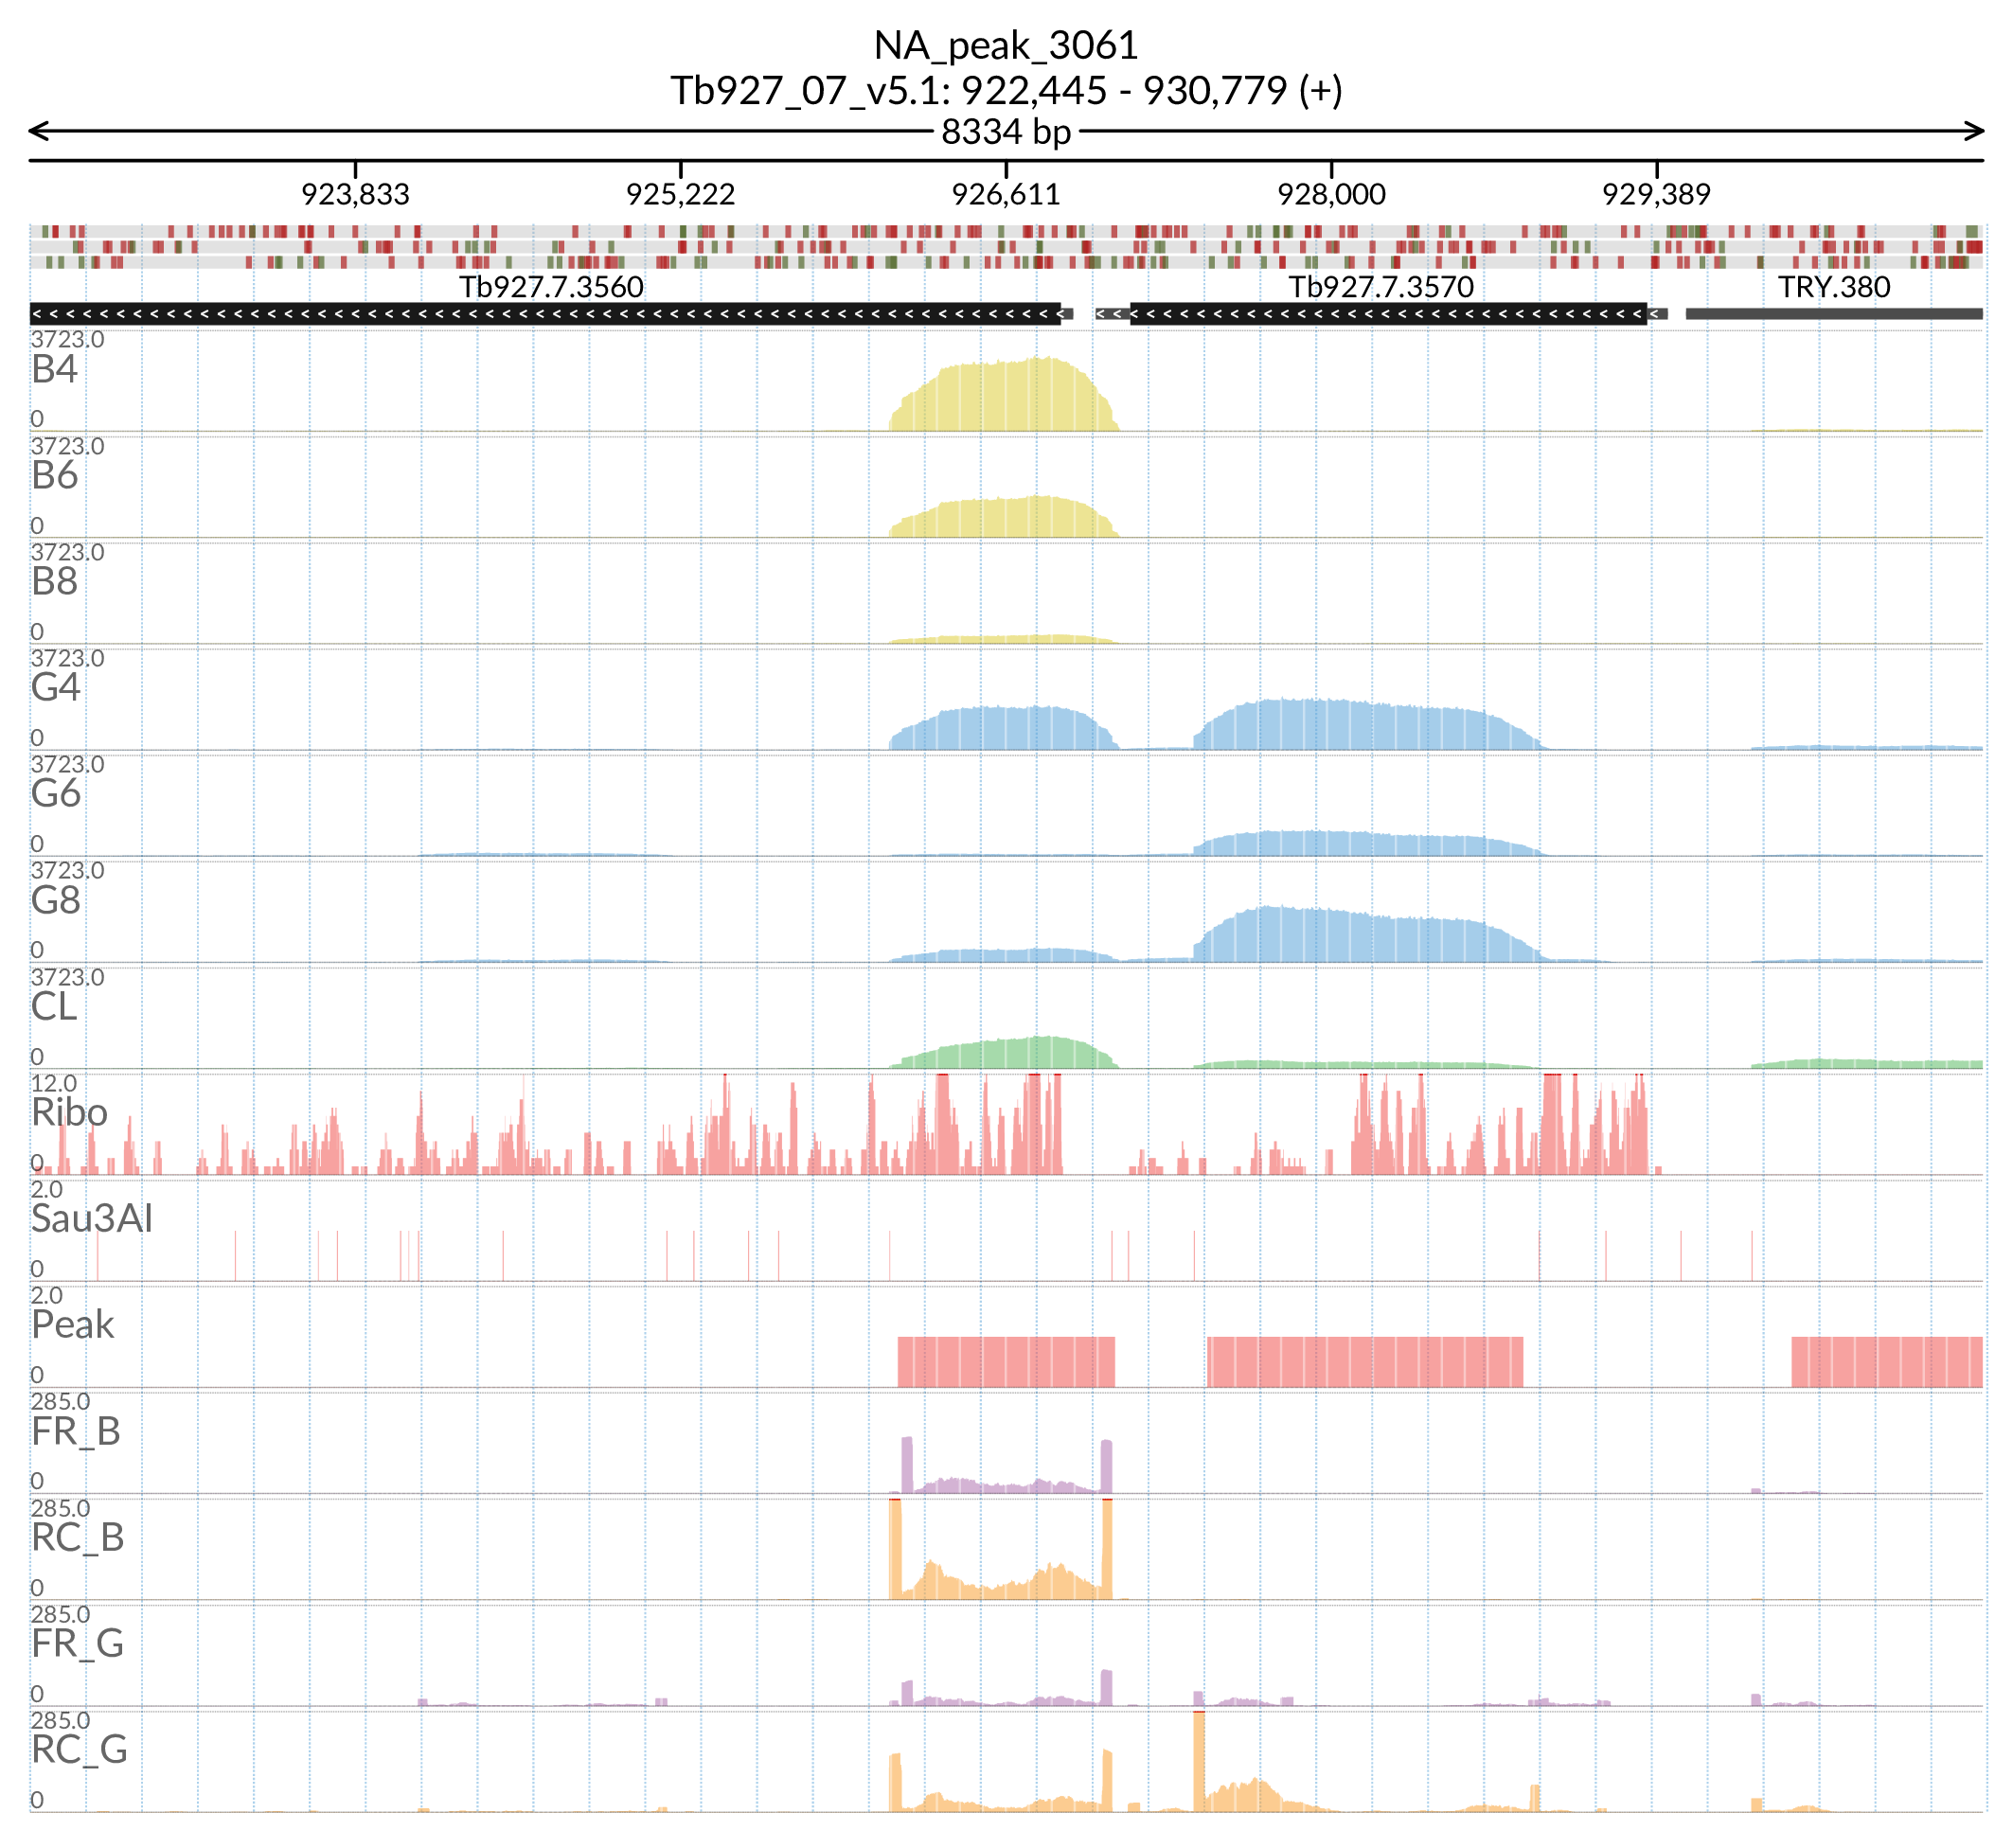 NA_peak_3061
Tb927_07_v5.1: 922,445 - 930,779 (+)
8334 bp
923,833 925,222 926,611 928,000 929,389
Tb927.7.3560 Tb927.7.3570 TRY.380
3723.0
B4
0
3723.0
B6
0
3723.0
B8
0
3723.0
G4
0
3723.0
G6
0
3723.0
G8
0
3723.0
CL
0
12.0
Ribo
0
2.0
Sau3AI
0
2.0
Peak
0
285.0
FR_B
0
285.0
RC_B
0
285.0
FR_G
0
285.0
RC_G
0